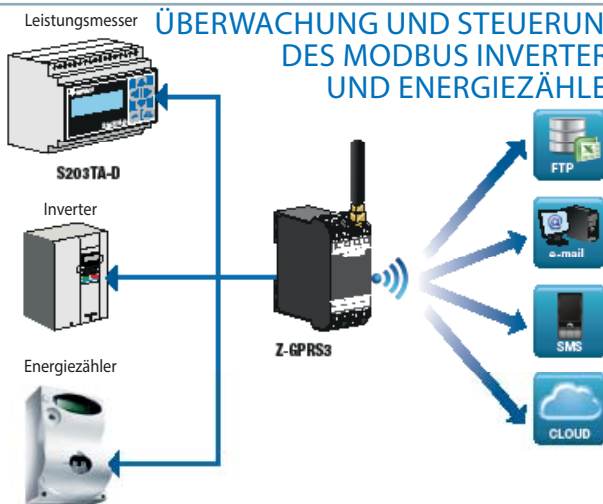 Leistungsmesser
ÜBERWACHUNG UND STEUERUN
DES MODBUS INVERTER
UND ENERGIEZÄHLE
S203TA-D
Inverter
Energiezähler
Z-GPRS3
FTP
e-mail
SMS
CLOUD